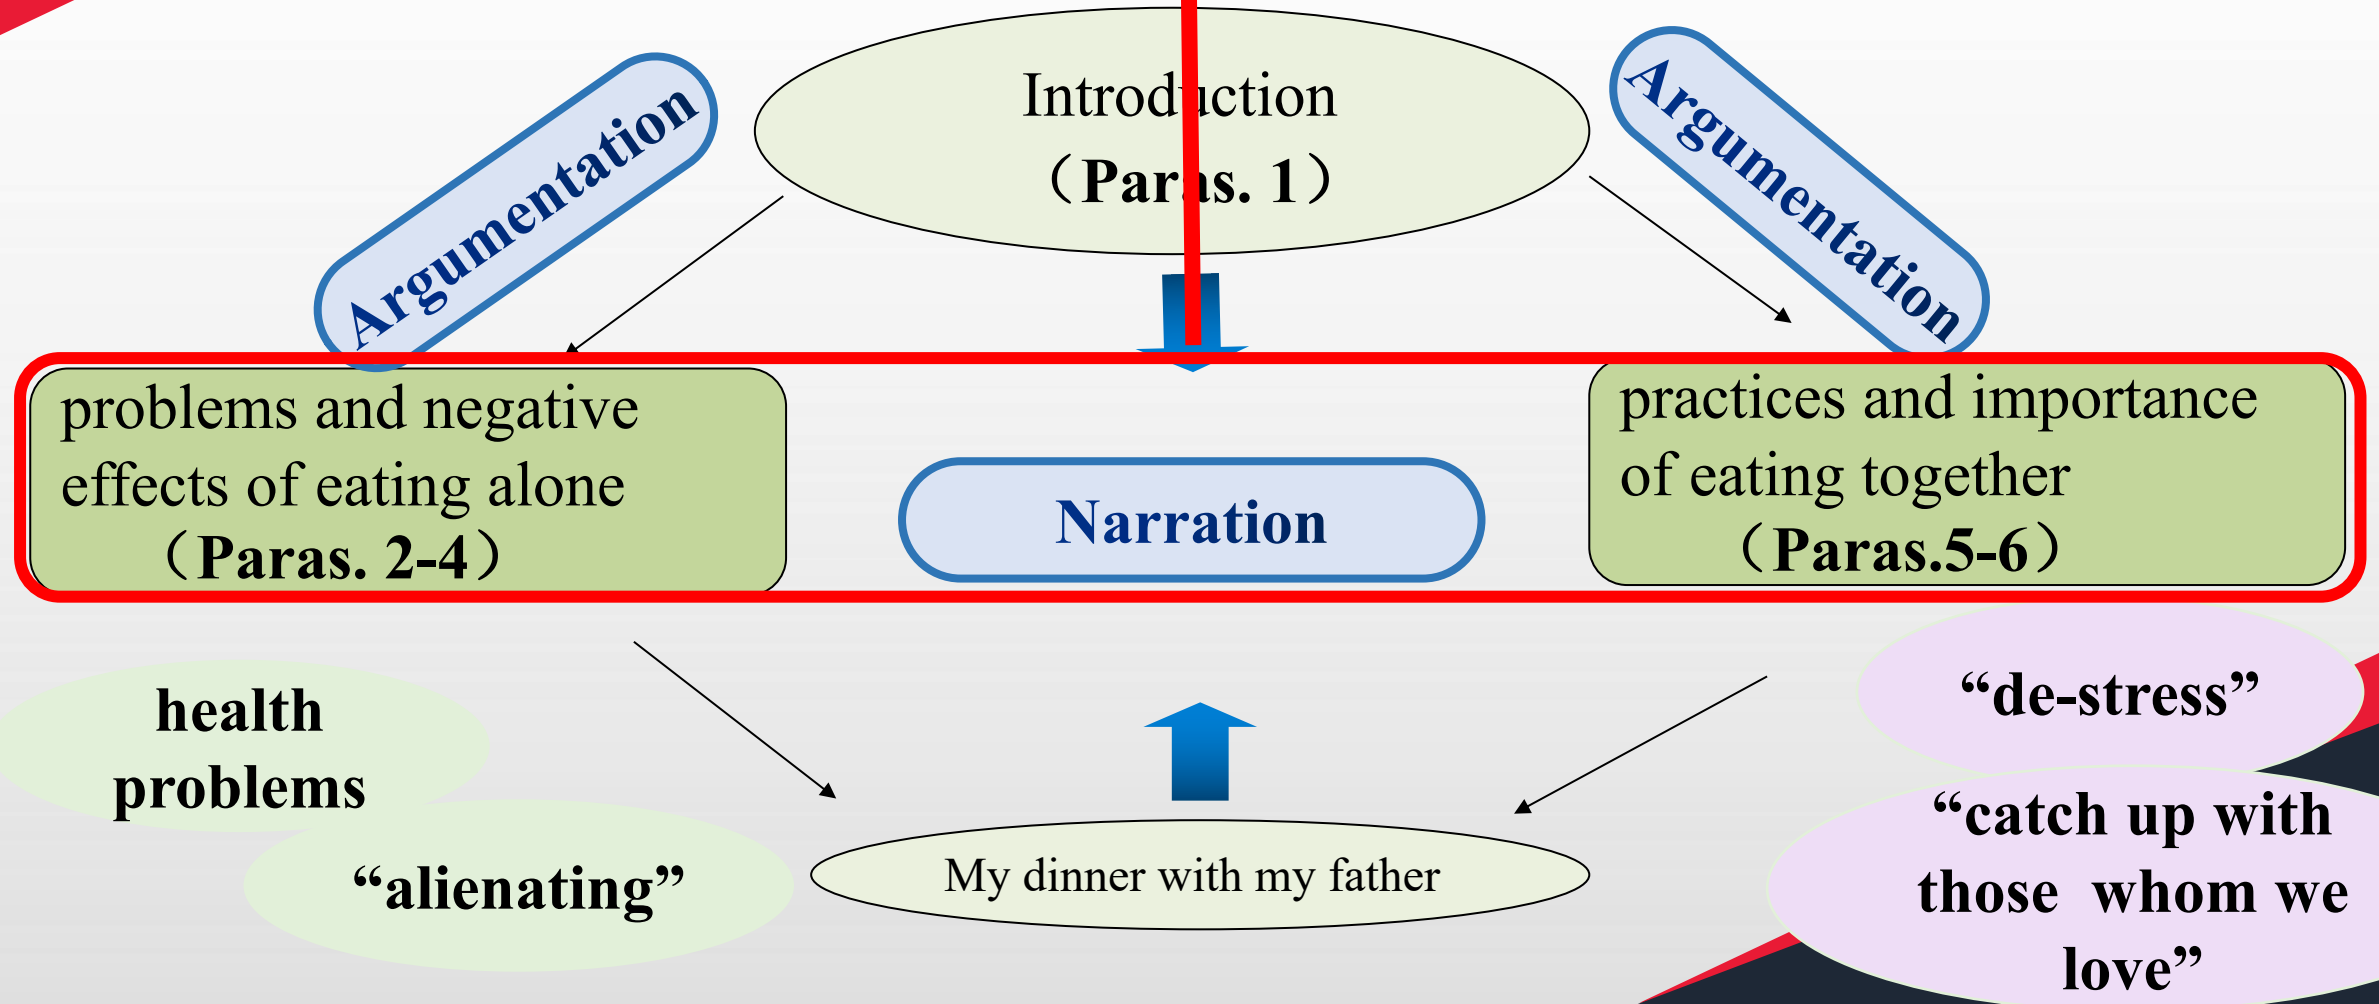 Introduction
（Paras. 1）
Argumentation
Argumentation
problems and negative
effects of eating alone
（Paras. 2-4）
Narration
practices and importance
of eating together
（Paras.5-6）
health
problems
“alienating”
My dinner with my father
“de-stress”
“catch up with
those  whom we
love”